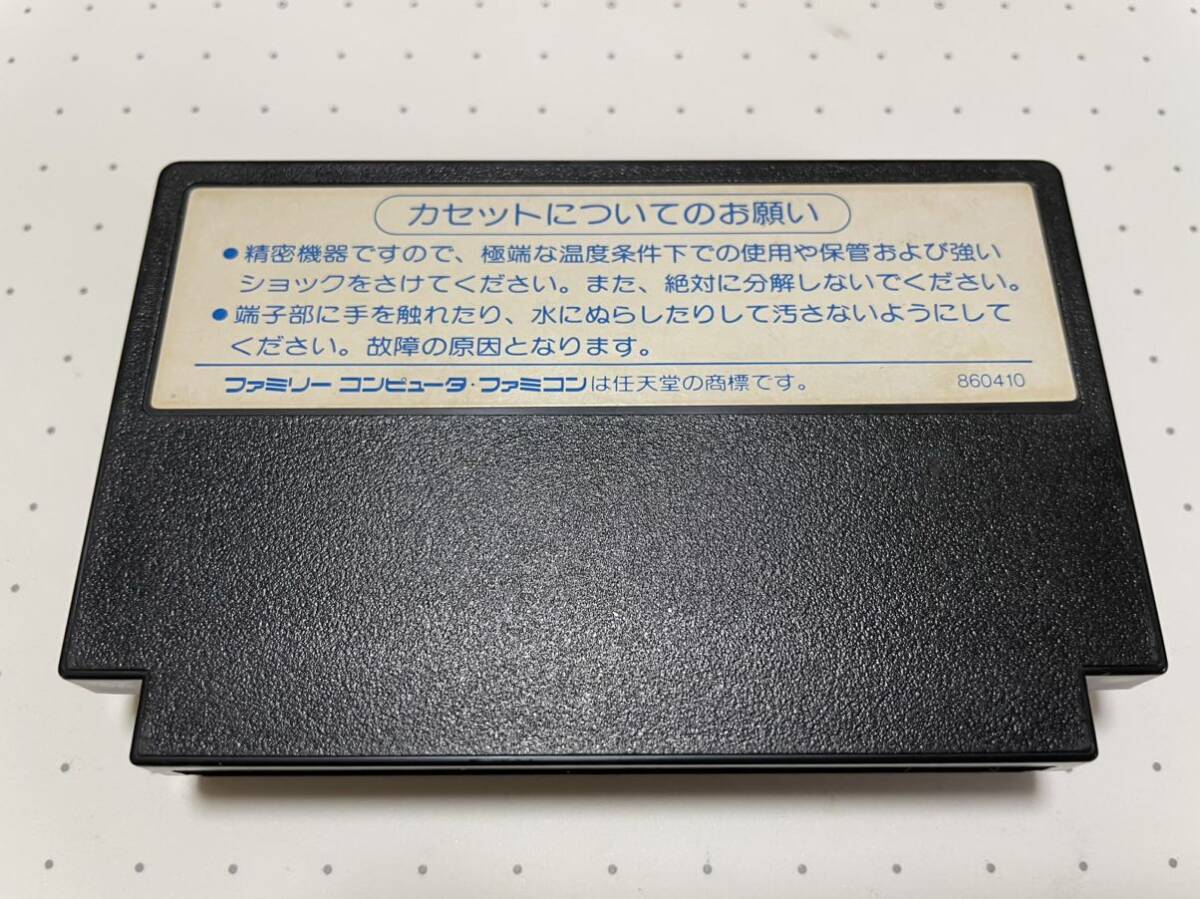 カセットについてのお願い
●精密機器ですので、極端な温度条件下での使用や保管および強い
ショックをさけてください。また、絶対に分解しないでください。
●端子部に手を触れたり、水にぬらしたりして汚さないようにして
ください。故障の原因となります。
ファミリー コンピュータ・ファミコンは任天堂の商標です。 860410